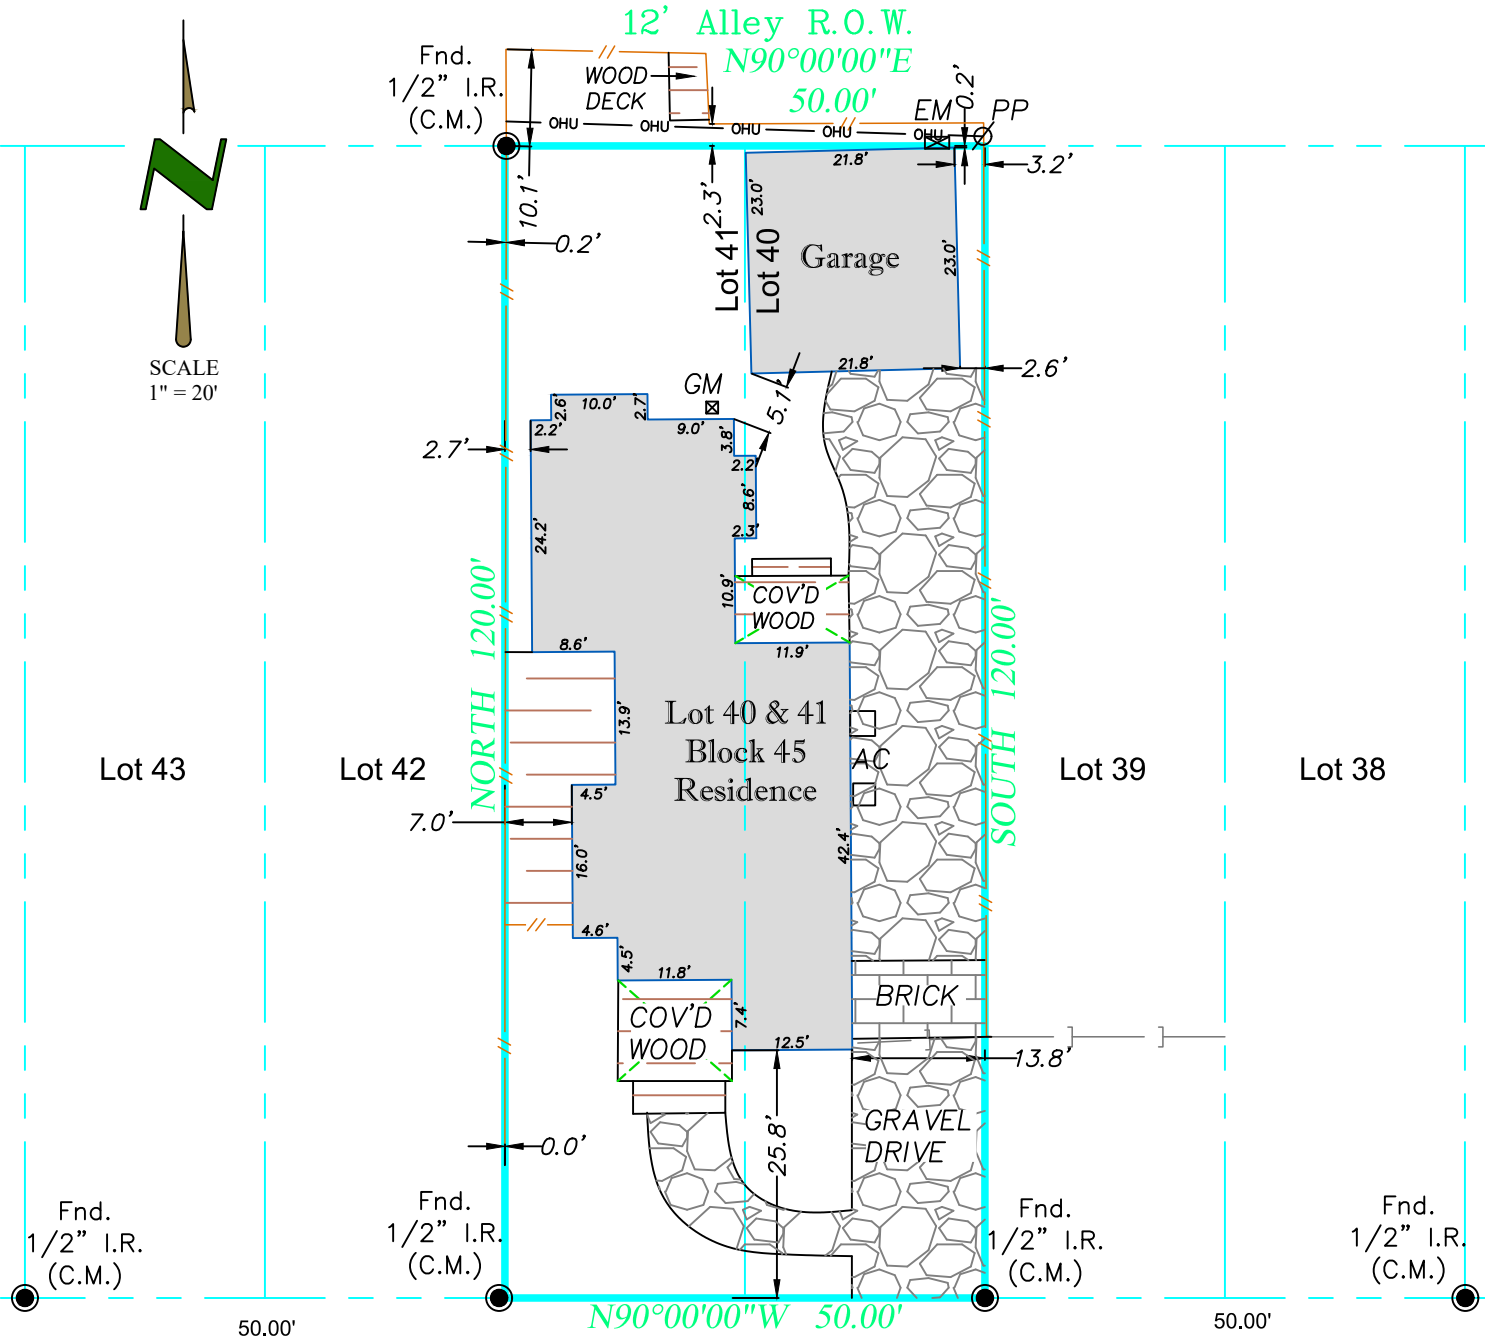 12' Alley R.O.W.
N90°00'00"E
50.00'
Fnd.
1/2" I.R.
(C.M.)
WOOD
DECK
OHU
OHU
OHU
OHU
OHU
EM
0.2'
PP
3.2'
10.1'
2.3'
0.2'
21.8'
23.0'
23.0'
Lot 41
Lot 40
Garage
21.8'
2.6'
SCALE
1" = 20'
GM
5.1'
2.6'
10.0'
2.7'
2.2'
9.0'
3.8'
2.2'
2.7'
8.6'
2.3'
24.2'
10.9'
COV'D
WOOD
11.9'
8.6'
13.9'
NORTH 120.00'
SOUTH 120.00'
Lot 40 & 41
Block 45
Residence
AC
Lot 43
Lot 42
Lot 39
Lot 38
4.5'
7.0'
16.0'
42.4'
4.6'
4.5'
11.8'
7.4'
COV'D
WOOD
12.5'
BRICK
13.8'
25.8'
GRAVEL
DRIVE
0.0'
Fnd.
1/2" I.R.
(C.M.)
Fnd.
1/2" I.R.
(C.M.)
Fnd.
1/2" I.R.
(C.M.)
Fnd.
1/2" I.R.
(C.M.)
50.00'
N90°00'00"W 50.00'
50.00'